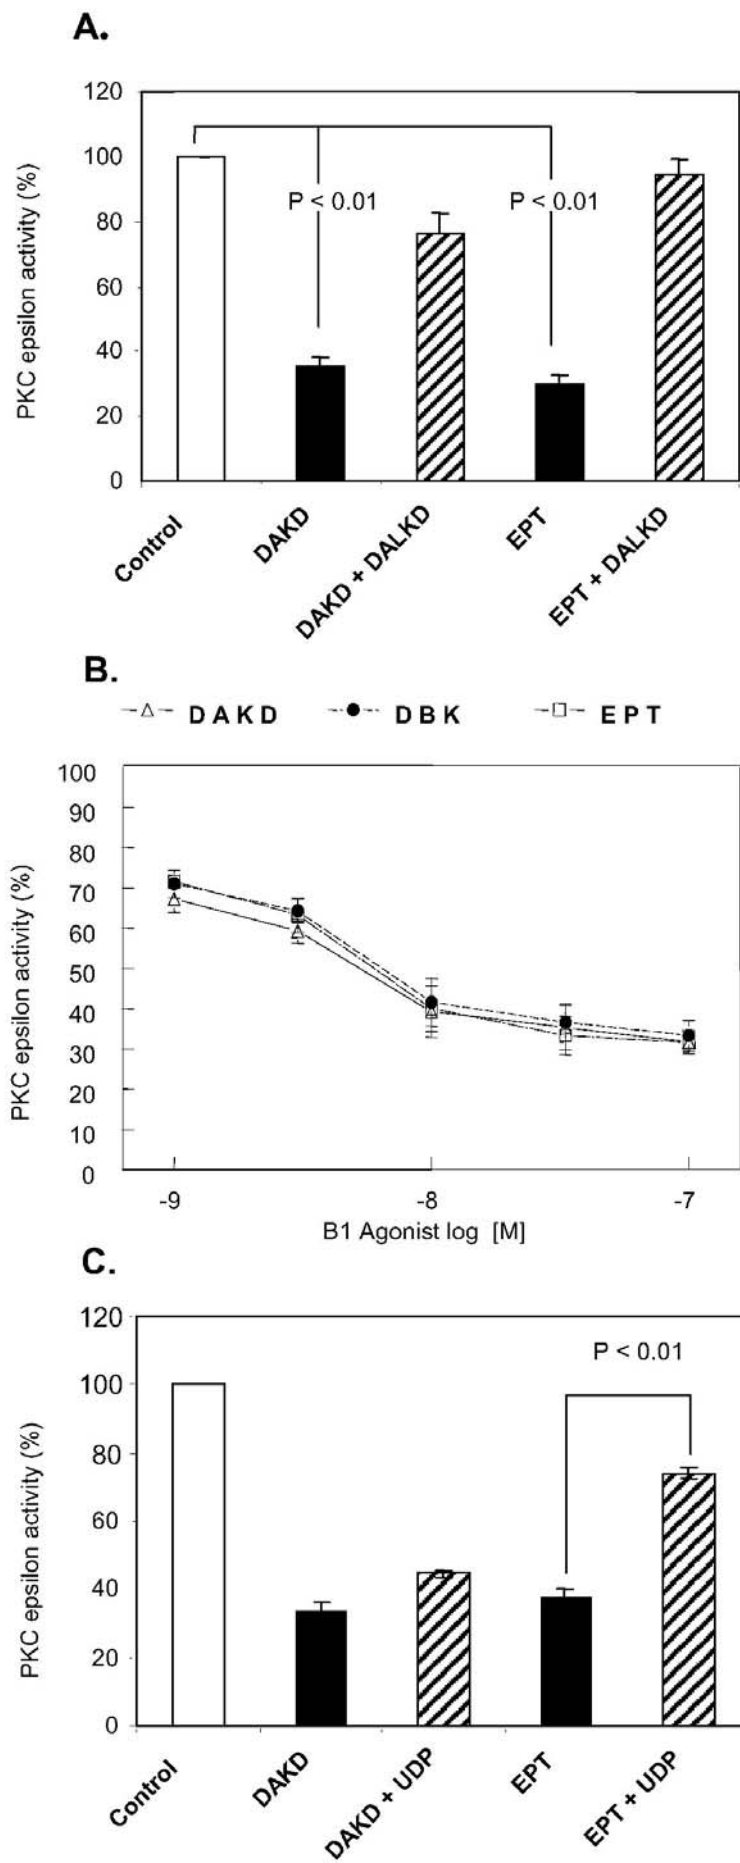 A.
PKC epsilon activity (%)
120
100
80
60
40
20
0
P < 0.01
P < 0.01
Control
DAKD
DAKD + DALKD
EPT
EPT + DALKD
B.
DAKD DBK EPT
PKC epsilon activity (%)
100
90
80
70
60
50
40
30
20
10
0
-9 -8 -7
B1 Agonist log [M]
C.
PKC epsilon activity (%)
120
100
80
60
40
20
0
P < 0.01
Control
DAKD
DAKD + UDP
EPT
EPT + UDP